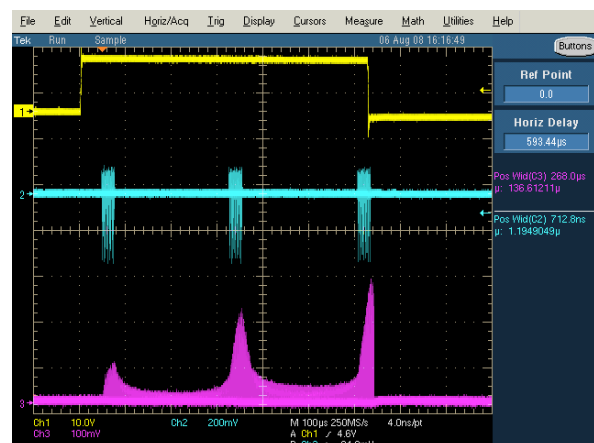 File Edit Vertical Horiz/Acq Trig Display Cursors Measure Math Utilities Help
Tek Run Sample 06 Aug 08 16:16:49
Buttons
Ref Point
0.0
Horiz Delay
593.44µs
1
Pos Wid(C3) 268.0µs
µ: 136.61211µ
2
Pos Wid(C2) 712.8ns
µ: 1.1949049µ
3
Ch1 10.0V Ch2 200mV M 100µs 250MS/s 4.0ns/pt
Ch3 100mV A Ch1 ∕ 4.6V